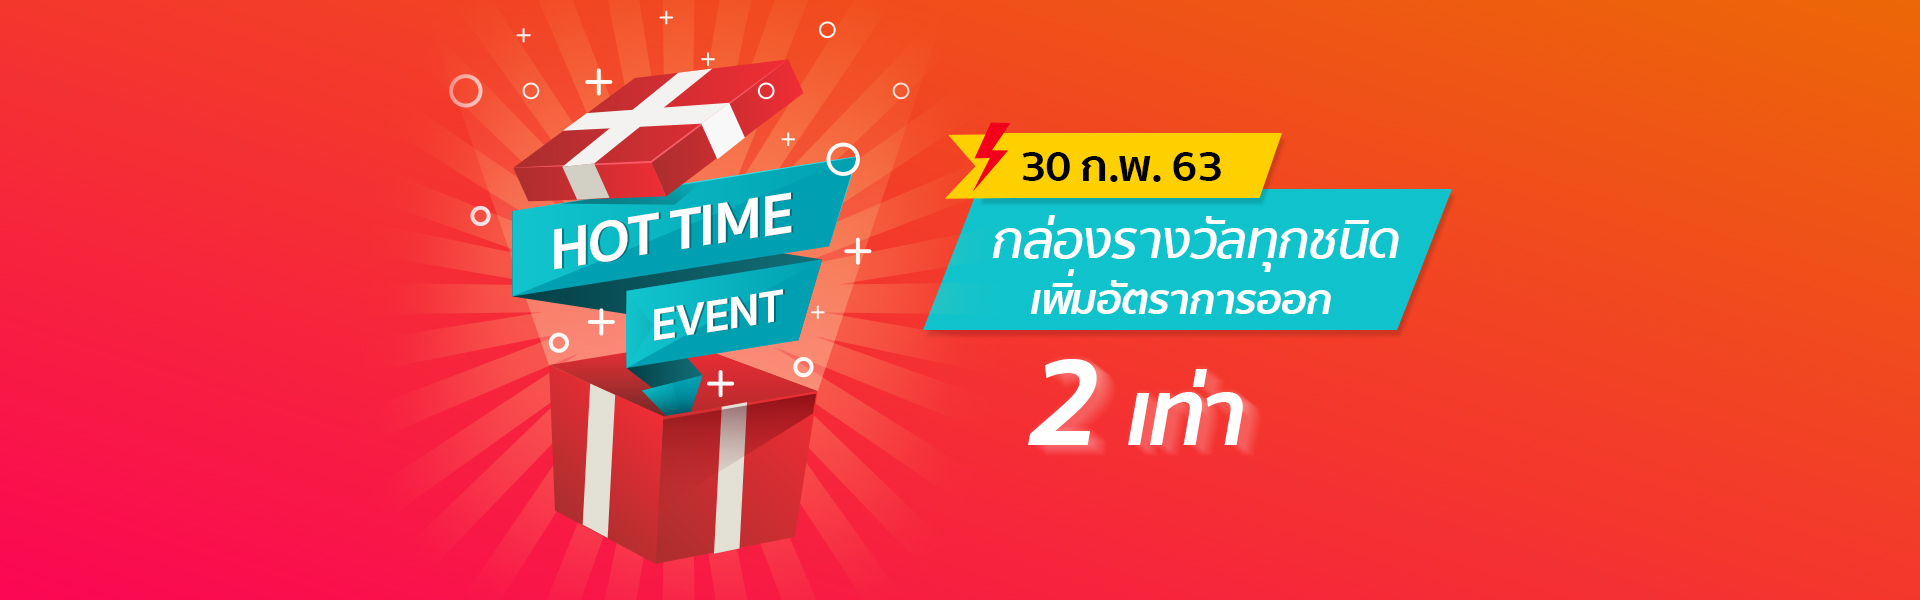 HOT TIME
EVENT
30 ก.พ. 63
กล่องรางวัลทุกชนิด
เพิ่มอัตราการออก
2 เท่า